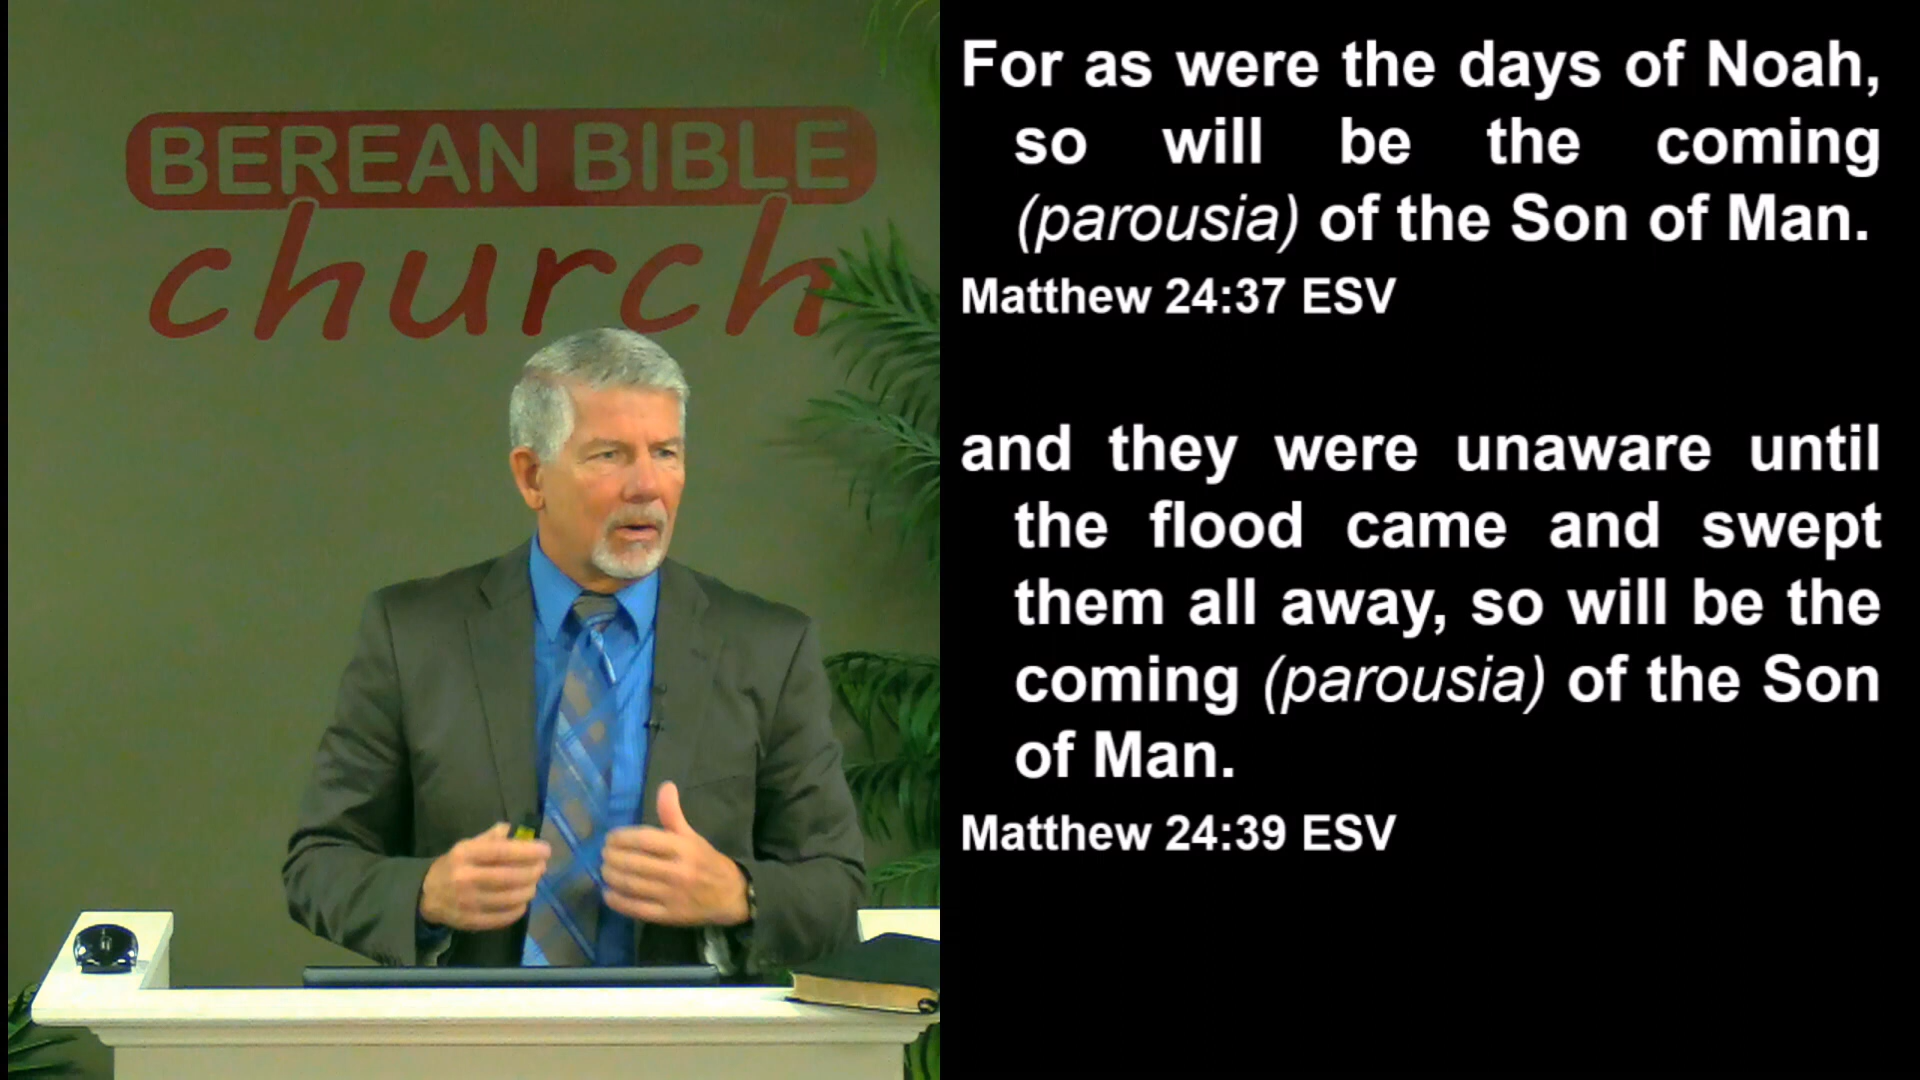 BEREAN BIBLE
church
For as were the days of Noah,
so will be the coming
(parousia) of the Son of Man.
Matthew 24:37 ESV
and they were unaware until
the flood came and swept
them all away, so will be the
coming (parousia) of the Son
of Man.
Matthew 24:39 ESV